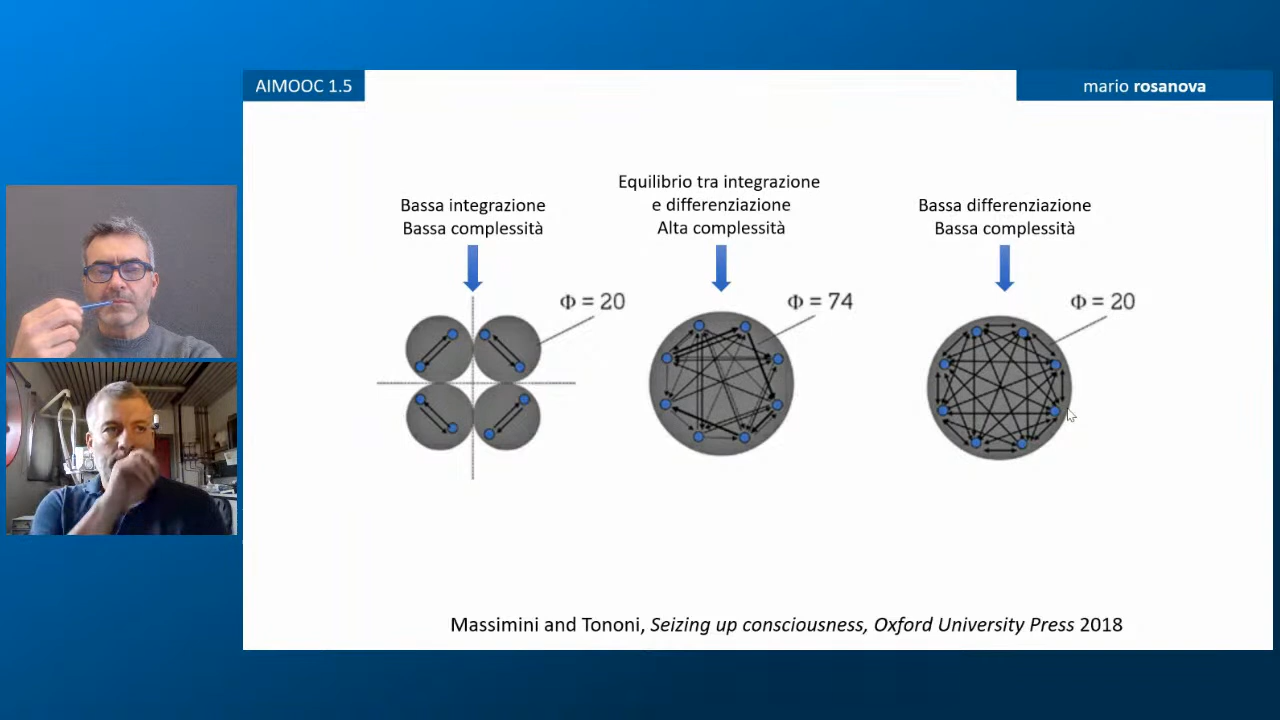 AIMOOC 1.5
mario rosanova
Bassa integrazione
Bassa complessità
Equilibrio tra integrazione
e differenziazione
Alta complessità
Bassa differenziazione
Bassa complessità
Φ = 20
Φ = 74
Φ = 20
Massimini and Tononi, Seizing up consciousness, Oxford University Press 2018